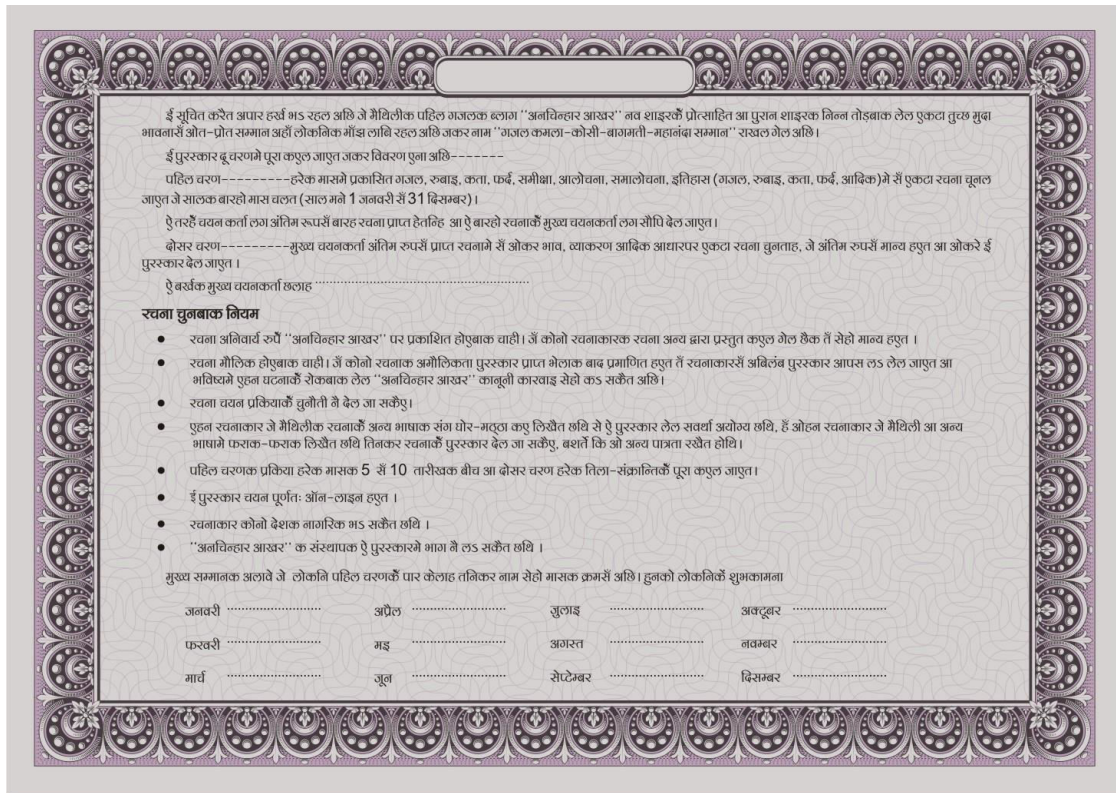 ई सूचित करैत अपार हर्ख भऽ रहल अछि जे मैथिलीक पहिल गजलक ब्लाग ''अनचिन्हार आखर'' नव शाइरकेँ प्रोत्साहित आ पुरान शाइरक निन्न तोड़बाक लेल एकटा तुच्छ मुदा
भावनासँ ओत-प्रोत सम्मान अहाँ लोकनिक माँझ लाबि रहल अछि जकर नाम ''गजल कमला-कोसी-बागमती-महानंदा सम्मान'' राखल गेल अछि।
ई पुरस्कार दू चरणमे पूरा कएल जाएत जकर विवरण एना अछि-------
पहिल चरण---------हरेक मासमे प्रकासित गजल, रुबाइ, कता, फर्द, समीक्षा, आलोचना, समालोचना, इतिहास (गजल, रुबाइ, कता, फर्द, आदिक)मे सँ एकटा रचना चूनल
जाएत जे सालक बारहो मास चलत (साल मने 1 जनवरी सँ 31 दिसम्बर)।
ऐ तरहेँ चयन कर्ता लग अंतिम रूपसँ बारह रचना प्राप्त हेतन्हि आ ऐ बारहो रचनाकेँ मुख्य चयनकर्ता लग सौपि देल जाएत।
दोसर चरण---------मुख्य चयनकर्ता अंतिम रुपसँ प्राप्त रचनामे सँ ओकर भाव, व्याकरण आदिक आधारपर एकटा रचना चुनताह, जे अंतिम रुपसँ मान्य हएत आ ओकरे ई
पुरस्कार देल जाएत ।
ऐ बर्खक मुख्य चयनकर्ता छलाह ......................................................
रचना चुनबाक नियम
● रचना अनिवार्य रुपेँ ''अनचिन्हार आखर'' पर प्रकाशित होएबाक चाही। जँ कोनो रचनाकारक रचना अन्य द्वारा प्रस्तुत कएल गेल छैक तँ सेहो मान्य हएत ।
● रचना मौलिक होएबाक चाही। जँ कोनो रचनाक अमौलिकता पुरस्कार प्राप्त भेलाक बाद प्रमाणित हएत तँ रचनाकारसँ अबिलंब पुरस्कार आपस लऽ लेल जाएत आ
भविष्यमे एहन घटनाकेँ रोकबाक लेल ''अनचिन्हार आखर'' कानूनी कारवाइ सेहो कऽ सकैत अछि।
● रचना चयन प्रकियाकेँ चुनौती नै देल जा सकैए।
● एहन रचनाकार जे मैथिलीक रचनाकेँ अन्य भाषाक संग घोर-मठ्ठा कए लिखैत छथि से ऐ पुरस्कार लेल सवर्था अयोग्य छथि, हँ ओहन रचनाकार जे मैथिली आ अन्य
भाषामे फराक-फराक लिखैत छथि तिनकर रचनाकेँ पुरस्कार देल जा सकैए, बशर्ते कि ओ अन्य पात्रता रखैत होथि।
● पहिल चरणक प्रकिया हरेक मासक 5 सँ 10 तारीखक बीच आ दोसर चरण हरेक तिला-संक्रान्तिकेँ पूरा कएल जाएत।
● ई पुरस्कार चयन पूर्णतः ऑन-लाइन हएत ।
● रचनाकार कोनो देशक नागरिक भऽ सकैत छथि ।
● ''अनचिन्हार आखर'' क संस्थापक ऐ पुरस्कारमे भाग नै लऽ सकैत छथि ।
मुख्य सम्मानक अलावे जे लोकनि पहिल चरणकेँ पार केलाह तनिकर नाम सेहो मासक क्रमसँ अछि। हुनको लोकनिकेँ शुभकामना
जनवरी ........................ अप्रैल ........................ जुलाइ ........................ अक्टूबर ........................
फरवरी ........................ मइ ........................ अगस्त ........................ नवम्बर ........................
मार्च ........................ जून ........................ सेप्टेम्बर ........................ दिसम्बर ........................